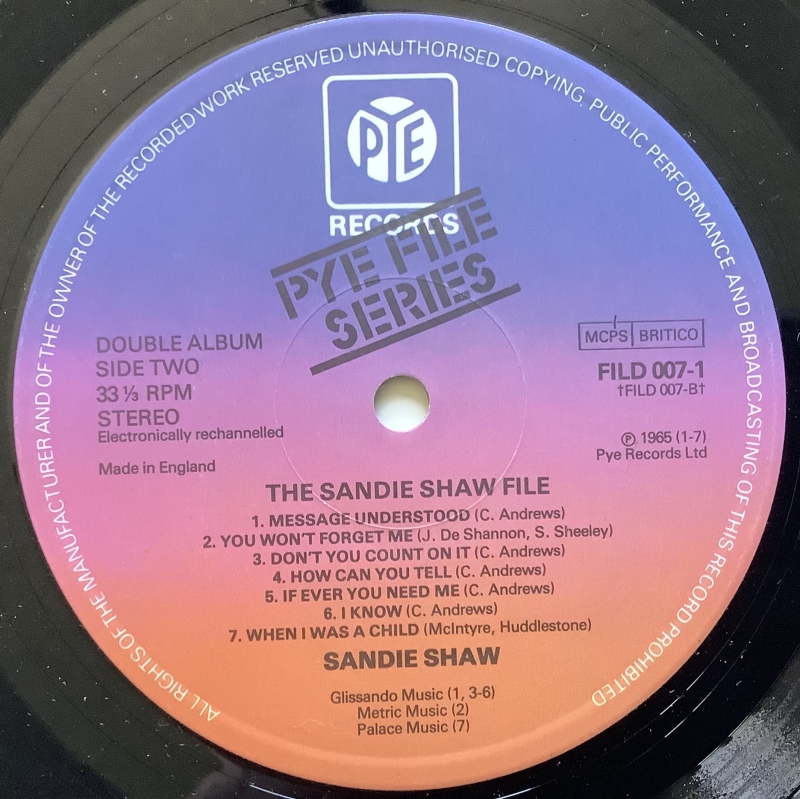 ALL RIGHTS OF THE MANUFACTURER AND OF THE OWNER OF THE RECORDED WORK RESERVED UNAUTHORISED COPYING, PUBLIC PERFORMANCE AND BROADCASTING OF THIS RECORD PROHIBITED
PYE
RECORDS
PYE FILE
SERIES
DOUBLE ALBUM
SIDE TWO
33 ⅓ RPM
STEREO
Electronically rechannelled
Made in England
MCPS BRITICO
FILD 007-1
†FILD 007-B†
℗ 1965 (1-7)
Pye Records Ltd
THE SANDIE SHAW FILE
1. MESSAGE UNDERSTOOD (C. Andrews)
2. YOU WON'T FORGET ME (J. De Shannon, S. Sheeley)
3. DON'T YOU COUNT ON IT (C. Andrews)
4. HOW CAN YOU TELL (C. Andrews)
5. IF EVER YOU NEED ME (C. Andrews)
6. I KNOW (C. Andrews)
7. WHEN I WAS A CHILD (McIntyre, Huddlestone)
SANDIE SHAW
Glissando Music (1, 3-6)
Metric Music (2)
Palace Music (7)